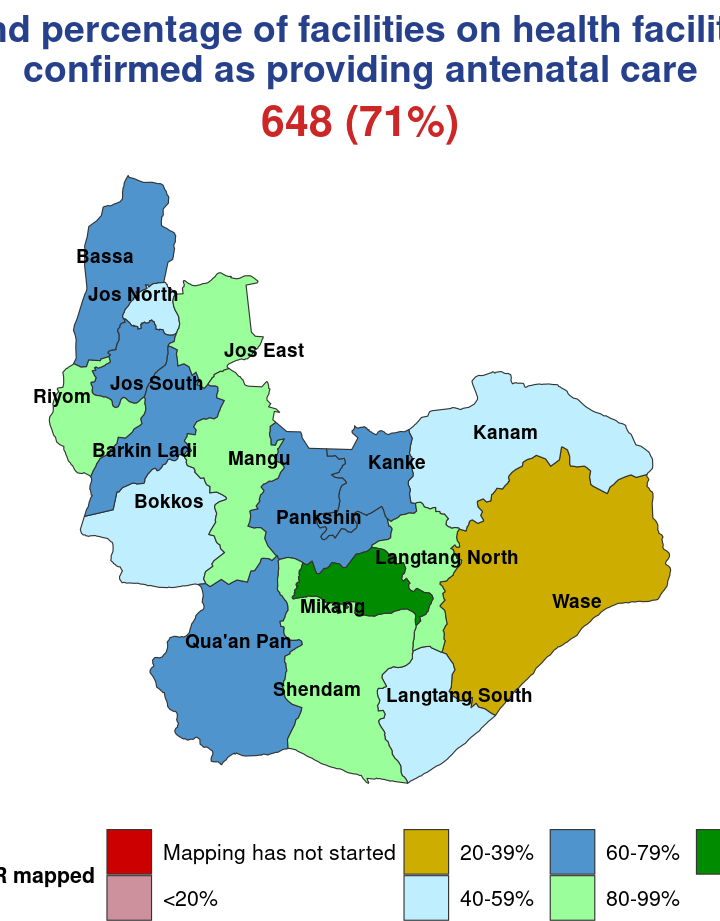 percentage of facilities on health
confirmed as providing antenatal care
648 (71%)
Bassa
Jos North
Jos East
Riyom
Jos South
Kanam
Barkin Ladi
Mangu
Kanke
Bokkos
Pankshin
Langtang North
Mikang
Wase
Qua'an Pan
Shendam
Langtang South
Mapping has not started
20-39%
60-79%
mapped
<20%
40-59%
80-99%